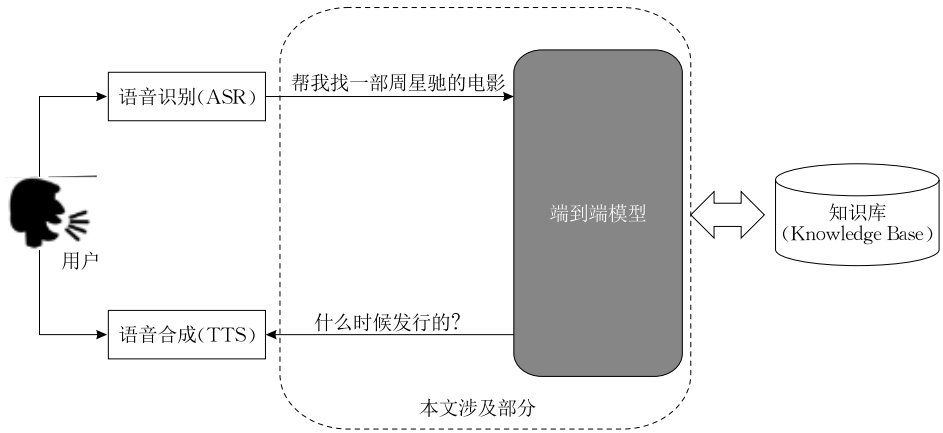 帮我找一部周星驰的电影
语音识别(ASR)
端到端模型
知识库
(Knowledge Base)
用户
什么时候发行的?
语音合成(TTS)
本文涉及部分